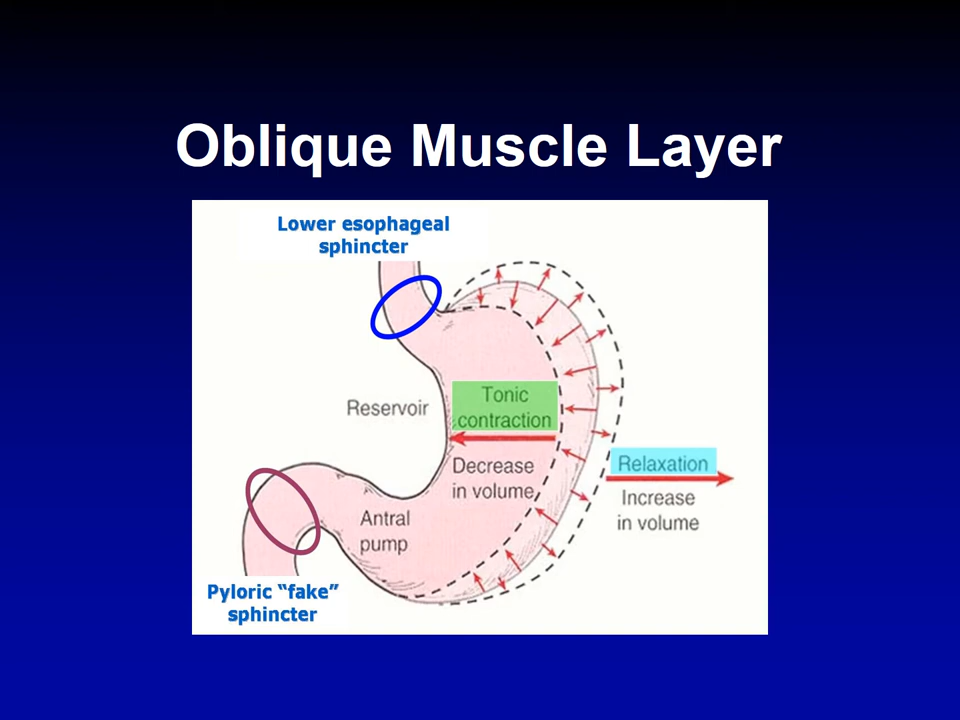 Oblique Muscle Layer
Lower esophageal
sphincter
Reservoir
Tonic
contraction
Decrease
in volume
Relaxation
Increase
in volume
Antral
pump
Pyloric “fake”
sphincter